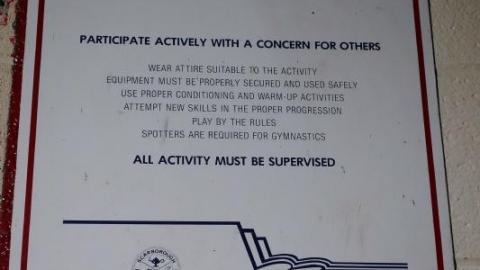 PARTICIPATE ACTIVELY WITH A CONCERN FOR OTHERS
WEAR ATTIRE SUITABLE TO THE ACTIVITY
EQUIPMENT MUST BE PROPERLY SECURED AND USED SAFELY
USE PROPER CONDITIONING AND WARM-UP ACTIVITIES
ATTEMPT NEW SKILLS IN THE PROPER PROGRESSION
PLAY BY THE RULES
SPOTTERS ARE REQUIRED FOR GYMNASTICS
ALL ACTIVITY MUST BE SUPERVISED
SCARBOROUGH